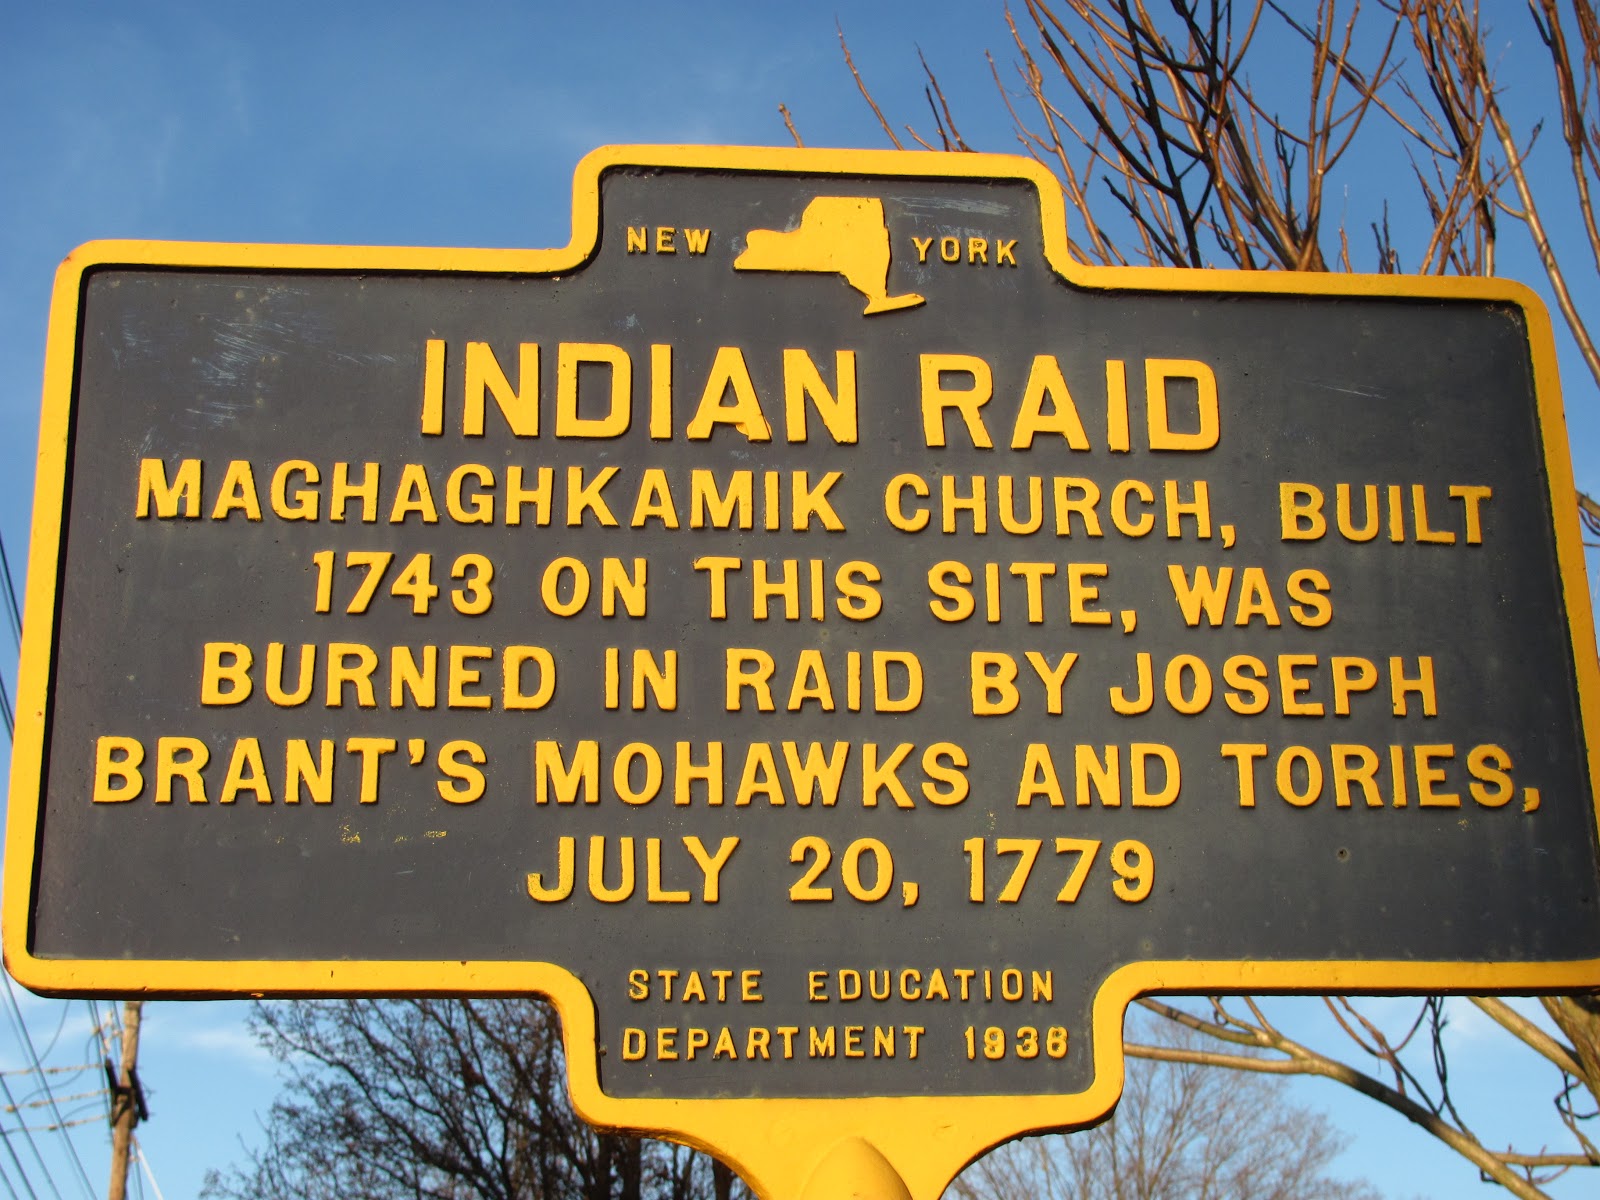 NEW YORK
INDIAN RAID
MAGHAGHKAMIK CHURCH, BUILT
1743 ON THIS SITE, WAS
BURNED IN RAID BY JOSEPH
BRANT'S MOHAWKS AND TORIES,
JULY 20, 1779
STATE EDUCATION
DEPARTMENT 1936